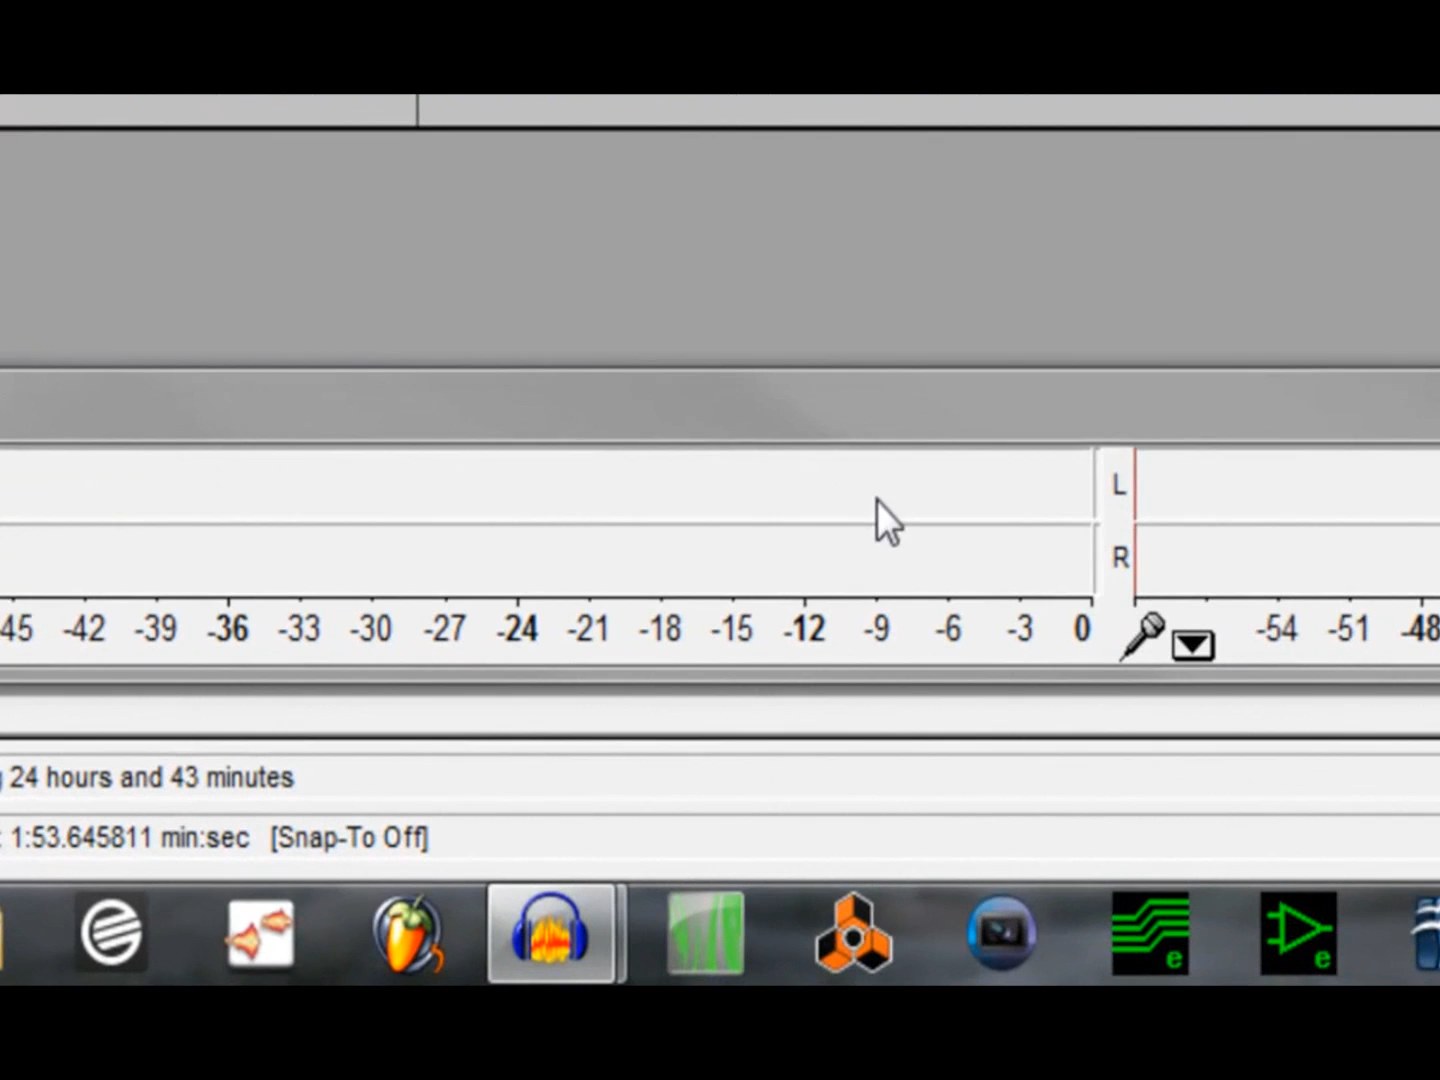 L
R
-45 -42 -39 -36 -33 -30 -27 -24 -21 -18 -15 -12 -9 -6 -3 0 -54 -51 -48
24 hours and 43 minutes
: 1:53.645811 min:sec [Snap-To Off]
e e